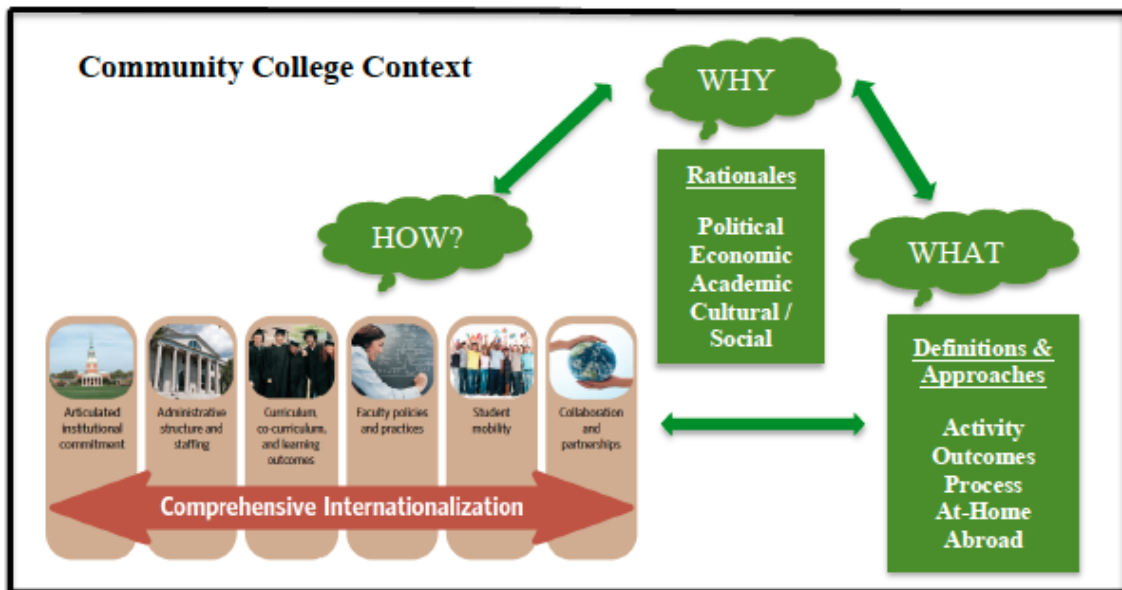 Community College Context
WHY
Rationales
Political
Economic
Academic
Cultural /
Social
HOW?
WHAT
Definitions &
Approaches
Activity
Outcomes
Process
At-Home
Abroad
Articulated
institutional
commitment
Administrative
structure and
staffing
Curriculum,
co-curriculum,
and learning
outcomes
Faculty policies
and practices
Student
mobility
Collaboration
and
partnerships
Comprehensive Internationalization